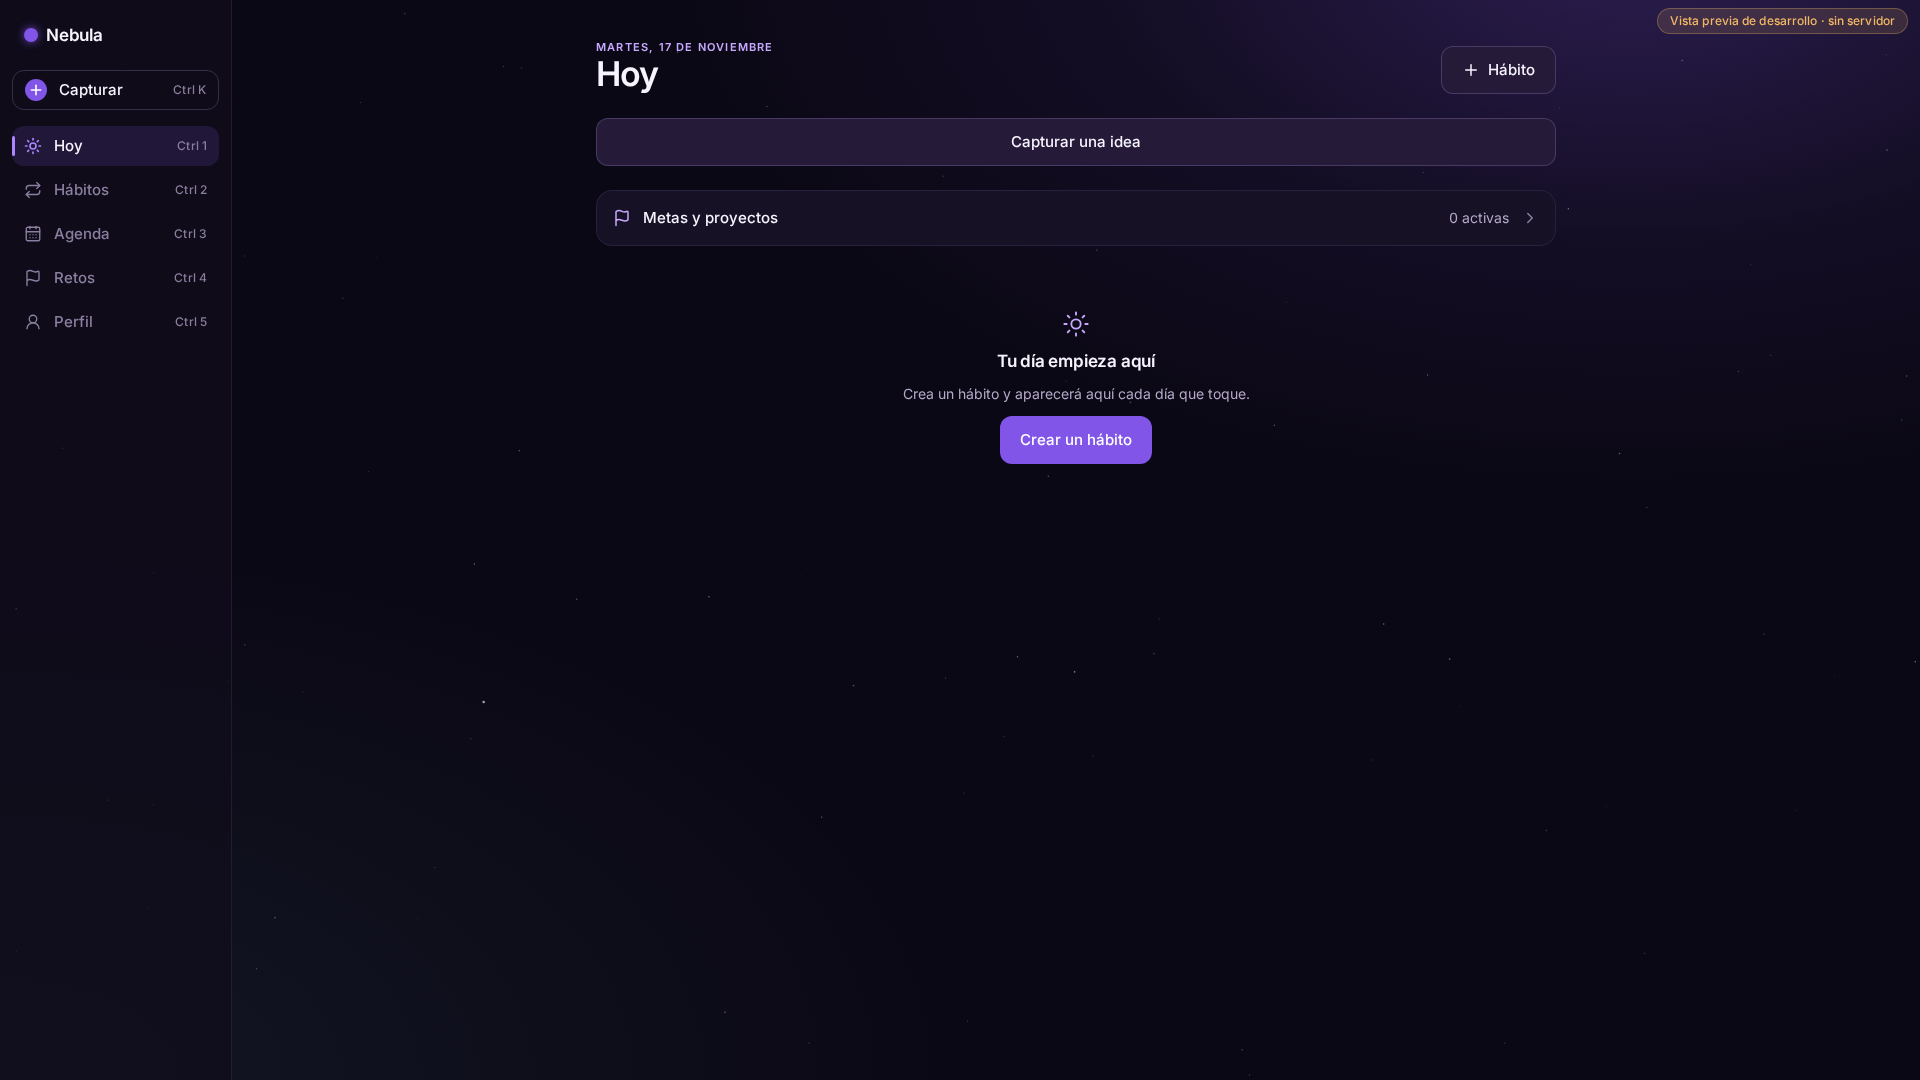 Nebula
Capturar Ctrl K
Hoy Ctrl 1
Hábitos Ctrl 2
Agenda Ctrl 3
Retos Ctrl 4
Perfil Ctrl 5
Vista previa de desarrollo · sin servidor
MARTES, 17 DE NOVIEMBRE
Hoy
Hábito
Capturar una idea
Metas y proyectos 0 activas
Tu día empieza aquí
Crea un hábito y aparecerá aquí cada día que toque.
Crear un hábito